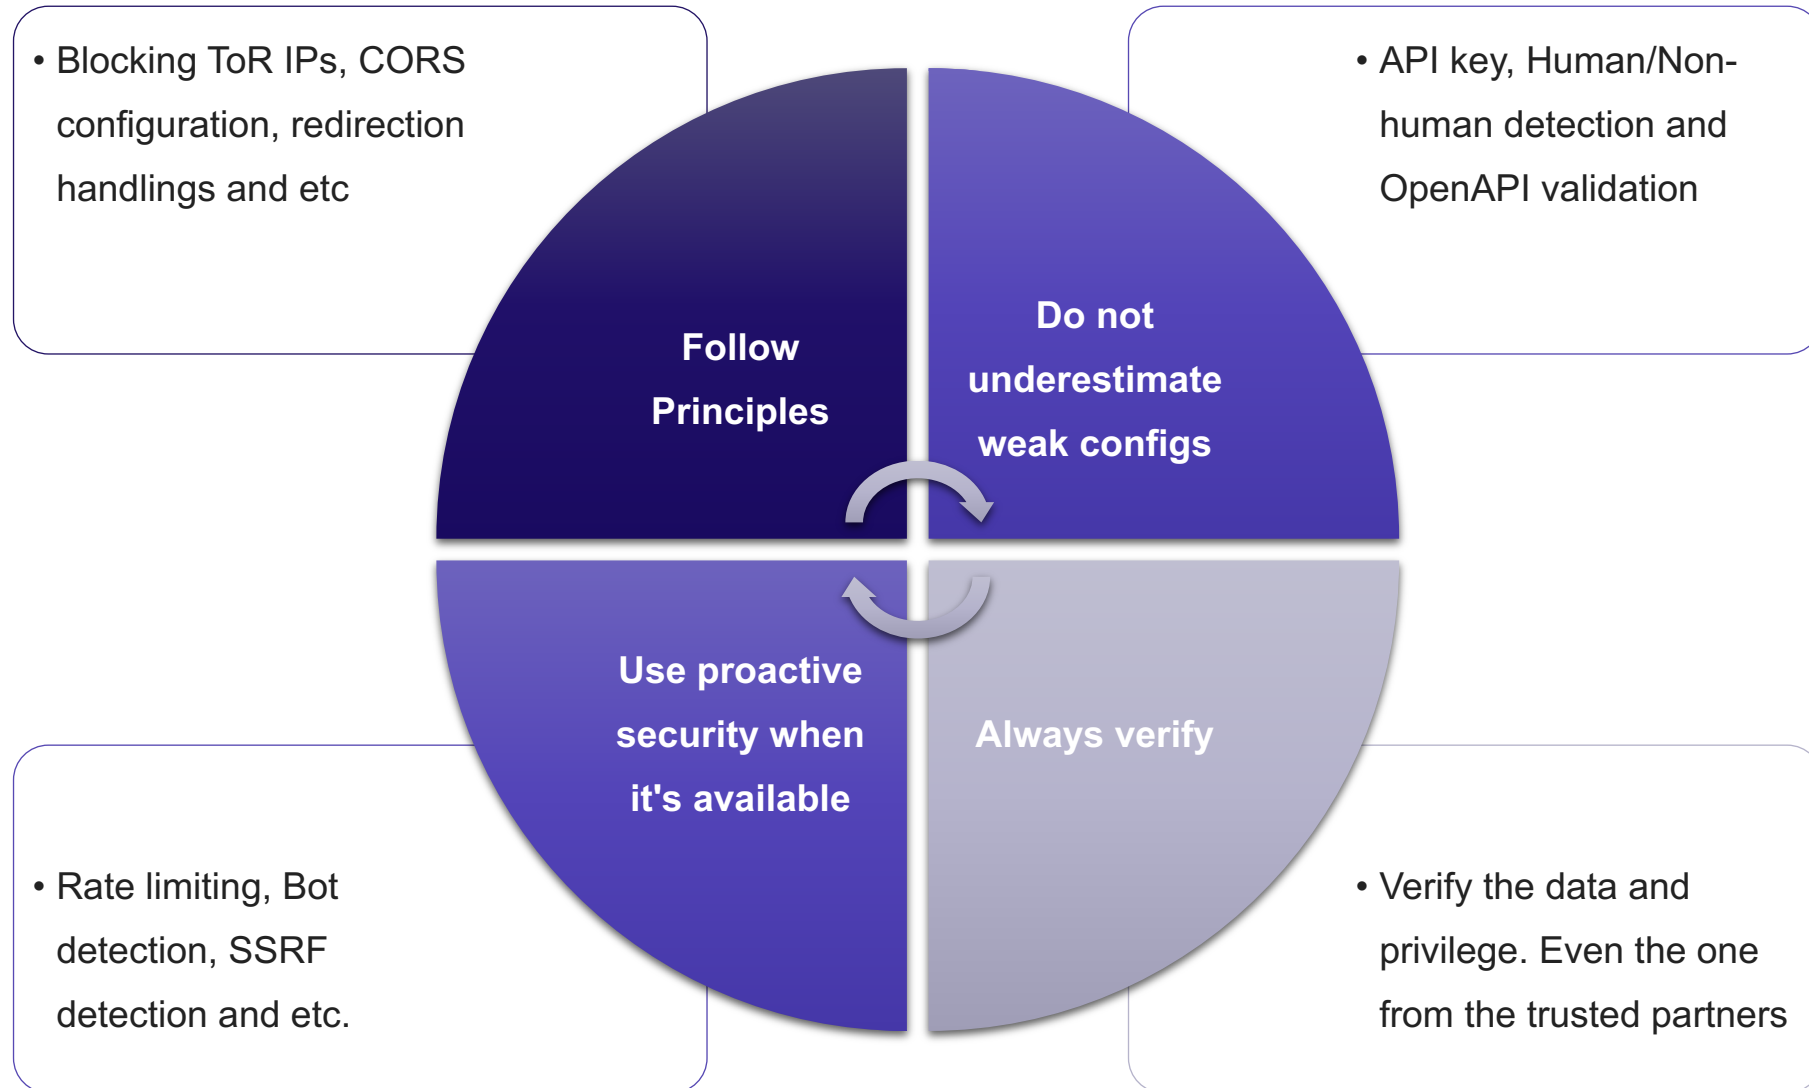 • Blocking ToR IPs, CORS
configuration, redirection
handlings and etc
• API key, Human/Non-
human detection and
OpenAPI validation
Follow
Principles
Do not
underestimate
weak configs
Use proactive
security when
it's available
Always verify
• Rate limiting, Bot
detection, SSRF
detection and etc.
• Verify the data and
privilege. Even the one
from the trusted partners